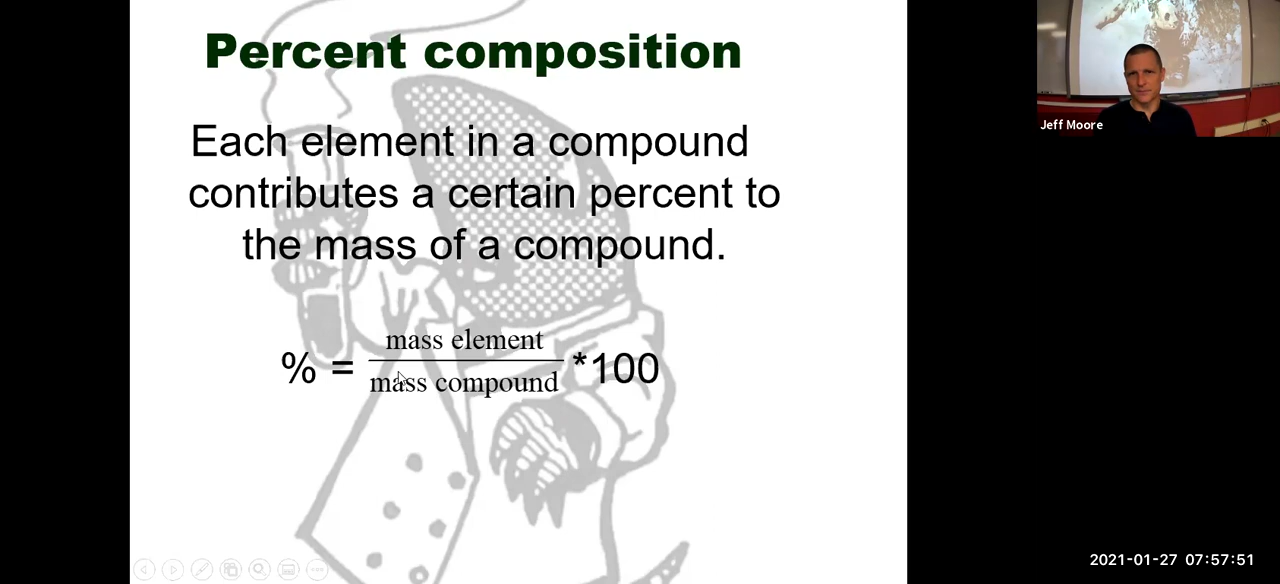 Percent composition
Each element in a compound
contributes a certain percent to
the mass of a compound.
% = mass element / mass compound *100
Jeff Moore
2021-01-27 07:57:51